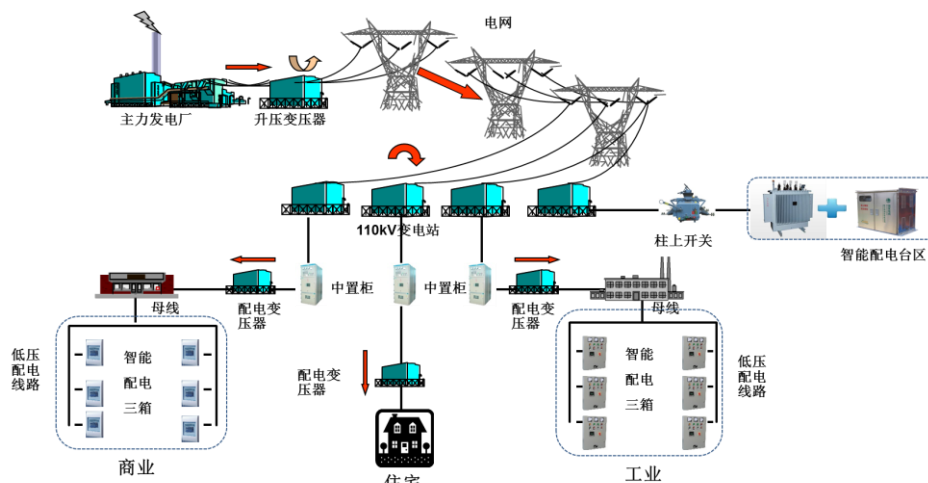 电网
主力发电厂
升压变压器
110kV变电站
柱上开关
智能配电台区
中置柜
中置柜
母线
配电变
压器
配电变
压器
母线
低压
配电
线路
智能
配电
三箱
配电变
压器
智能
配电
三箱
低压
配电
线路
商业
住宅
工业